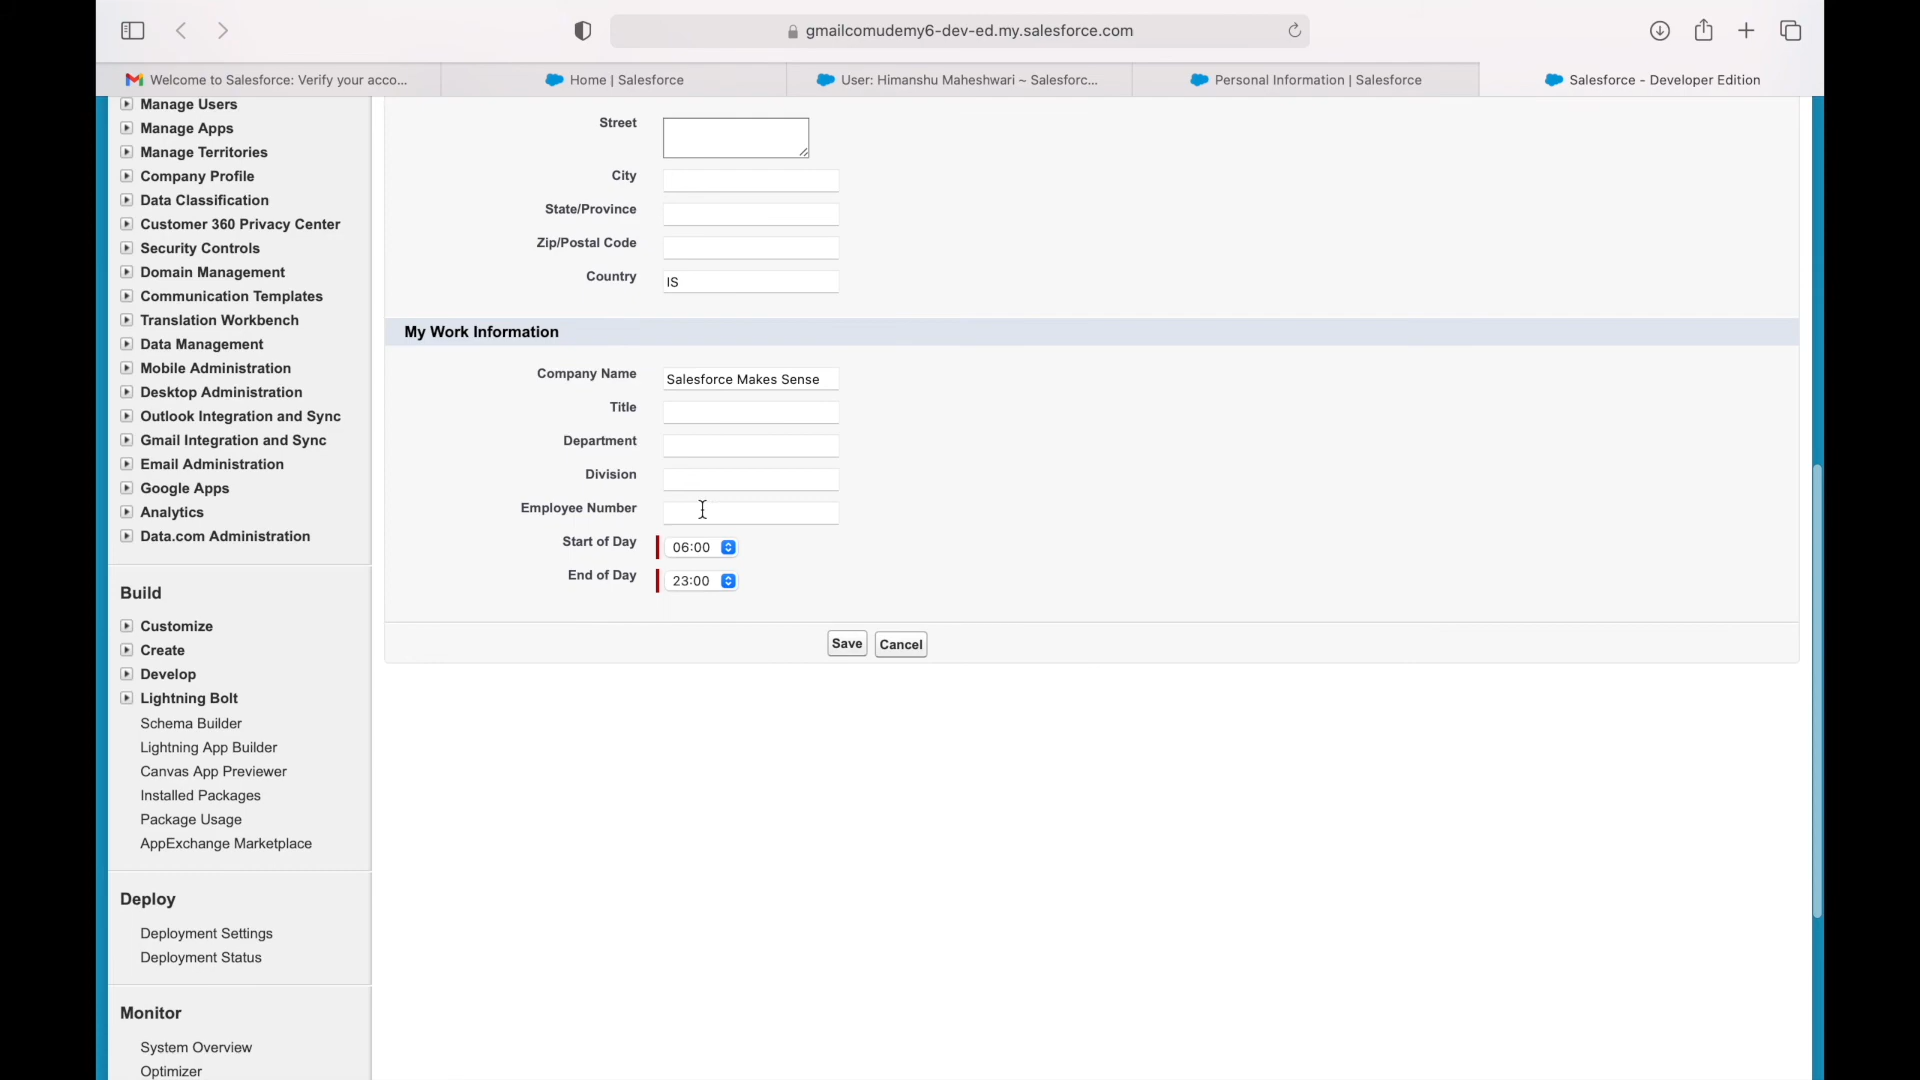 gmailcomudemy6-dev-ed.my.salesforce.com
Welcome to Salesforce: Verify your acco...
Home | Salesforce
User: Himanshu Maheshwari ~ Salesforc...
Personal Information | Salesforce
Salesforce - Developer Edition
Manage Users
Manage Apps
Manage Territories
Company Profile
Data Classification
Customer 360 Privacy Center
Security Controls
Domain Management
Communication Templates
Translation Workbench
Data Management
Mobile Administration
Desktop Administration
Outlook Integration and Sync
Gmail Integration and Sync
Email Administration
Google Apps
Analytics
Data.com Administration
Build
Customize
Create
Develop
Lightning Bolt
Schema Builder
Lightning App Builder
Canvas App Previewer
Installed Packages
Package Usage
AppExchange Marketplace
Deploy
Deployment Settings
Deployment Status
Monitor
System Overview
Optimizer
Street
City
State/Province
Zip/Postal Code
Country IS
My Work Information
Company Name Salesforce Makes Sense
Title
Department
Division
Employee Number
Start of Day 06:00
End of Day 23:00
Save Cancel